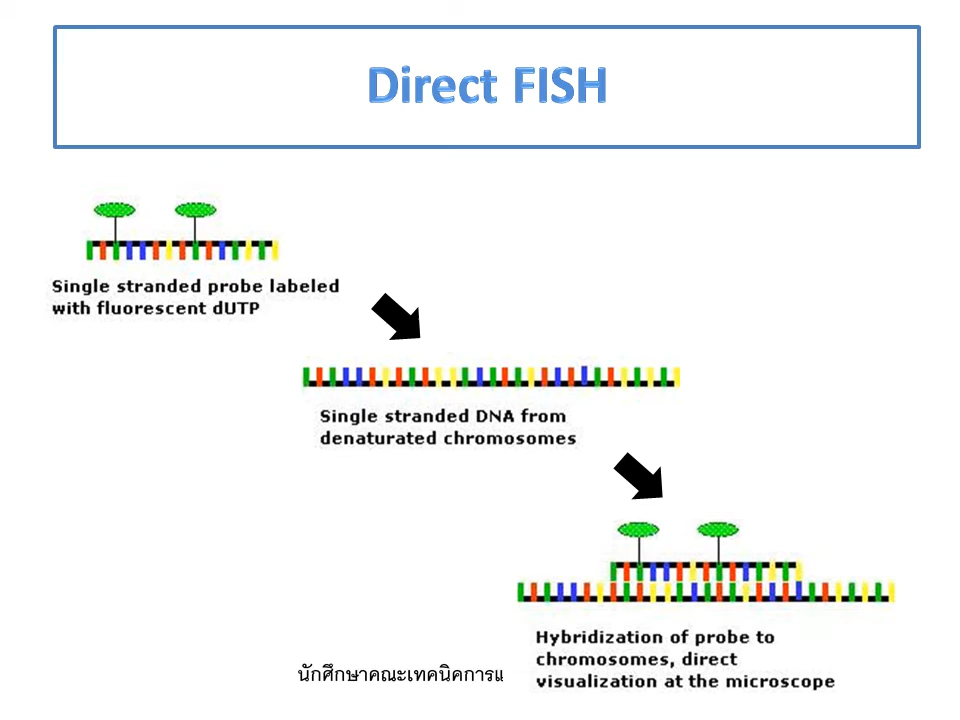 Direct FISH
Single stranded probe labeled
with fluorescent dUTP
Single stranded DNA from
denaturated chromosomes
Hybridization of probe to
chromosomes, direct
visualization at the microscope
นักศึกษาคณะเทคนิคการแ